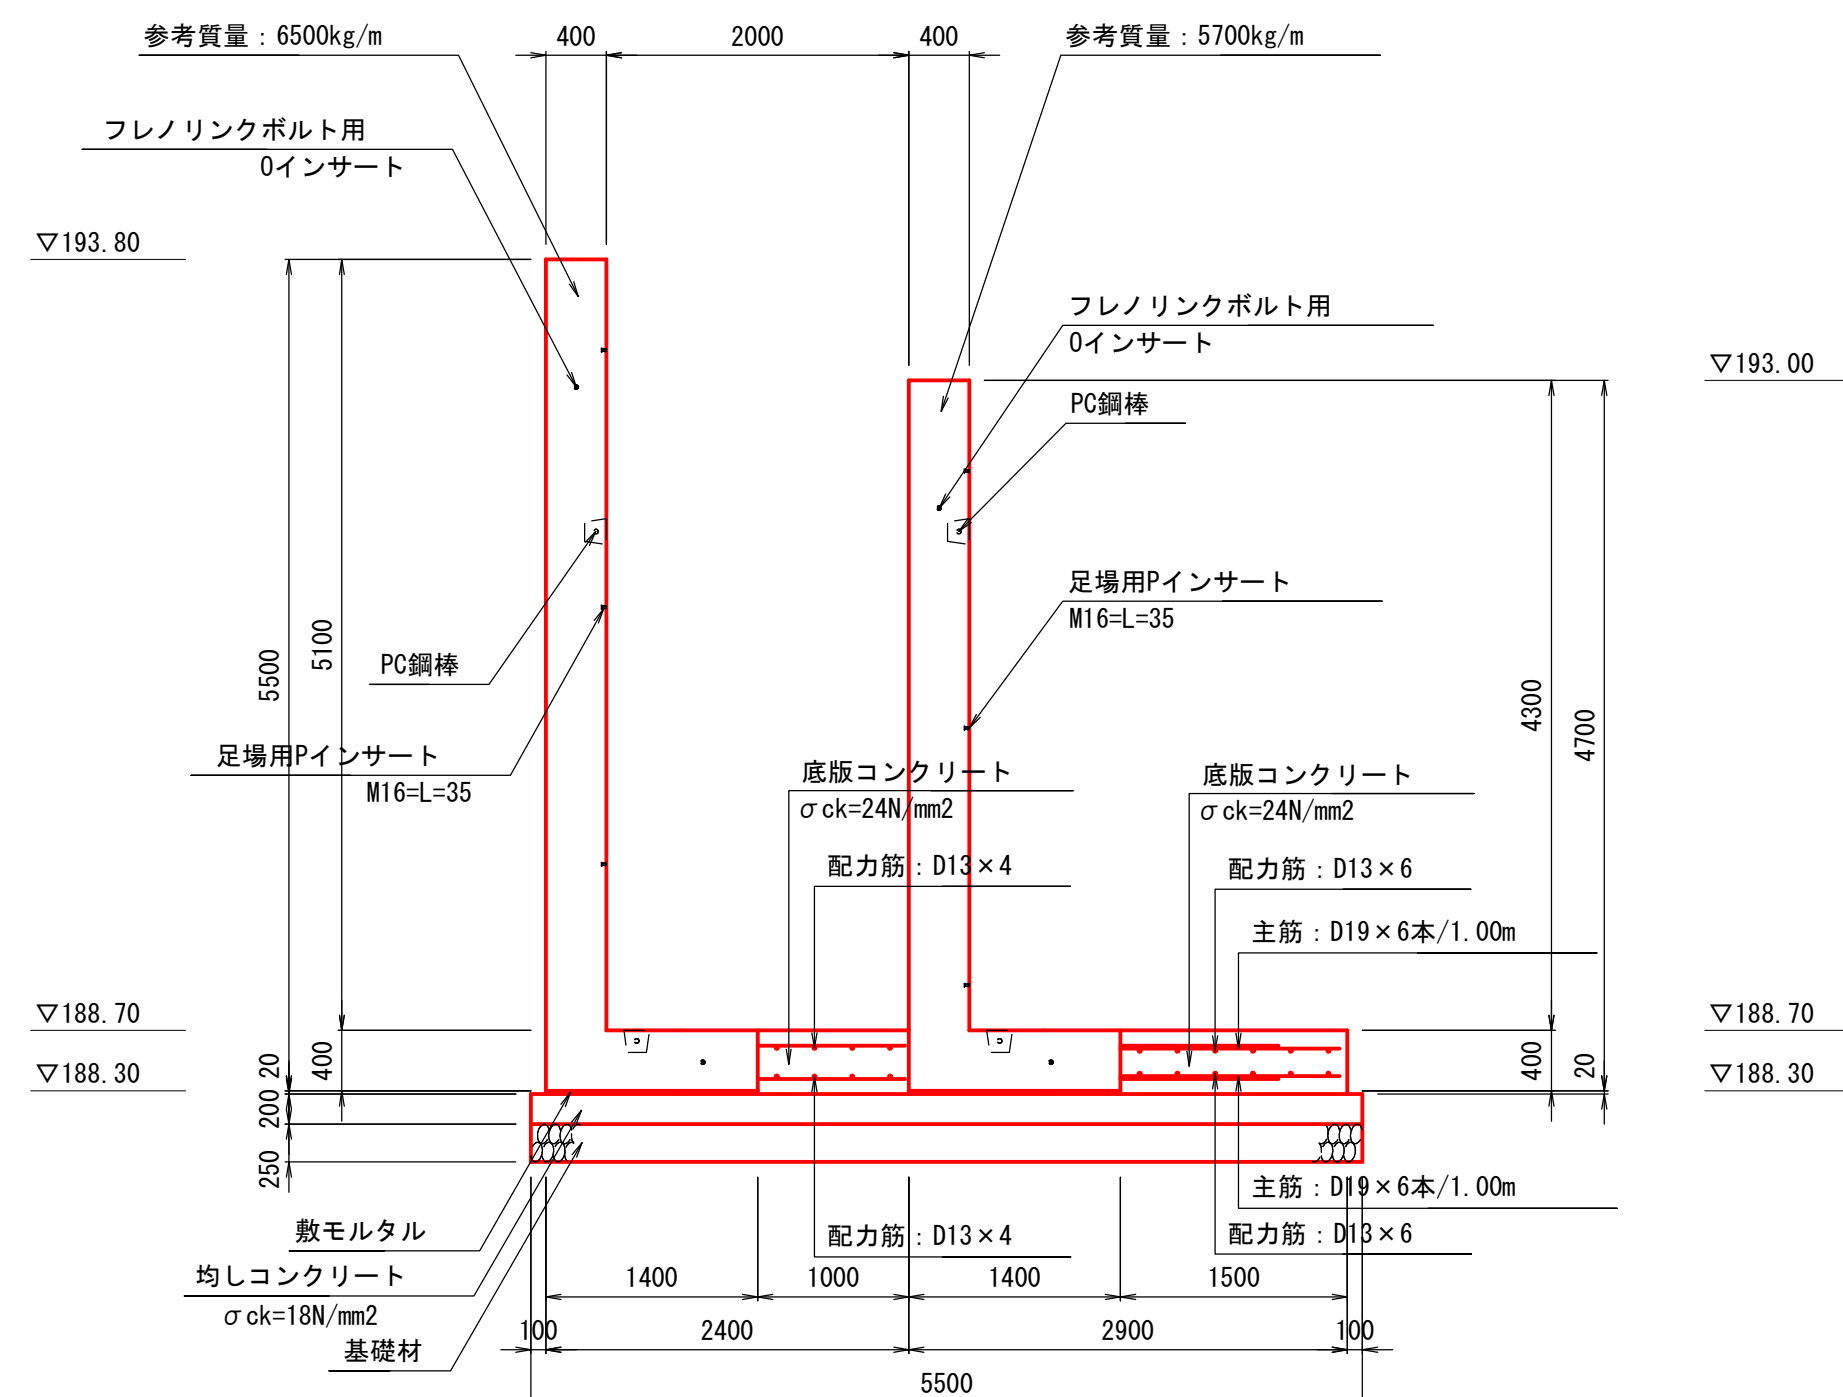 参考質量：6500kg/m
400
2000
400
参考質量：5700kg/m
フレノリンクボルト用
Oインサート
▽193.80
フレノリンクボルト用
Oインサート
▽193.00
PC鋼棒
足場用Pインサート
M16=L=35
5500
5100
PC鋼棒
4300
4700
足場用Pインサート
M16=L=35
底版コンクリート
σck=24N/mm2
底版コンクリート
σck=24N/mm2
配力筋：D13×4
配力筋：D13×6
主筋：D19×6本/1.00m
▽188.70
▽188.70
20
400
400
20
▽188.30
▽188.30
200
250
主筋：D19×6本/1.00m
敷モルタル
配力筋：D13×4
配力筋：D13×6
均しコンクリート
σck=18N/mm2
1400
1000
1400
1500
基礎材
100
2400
2900
100
5500